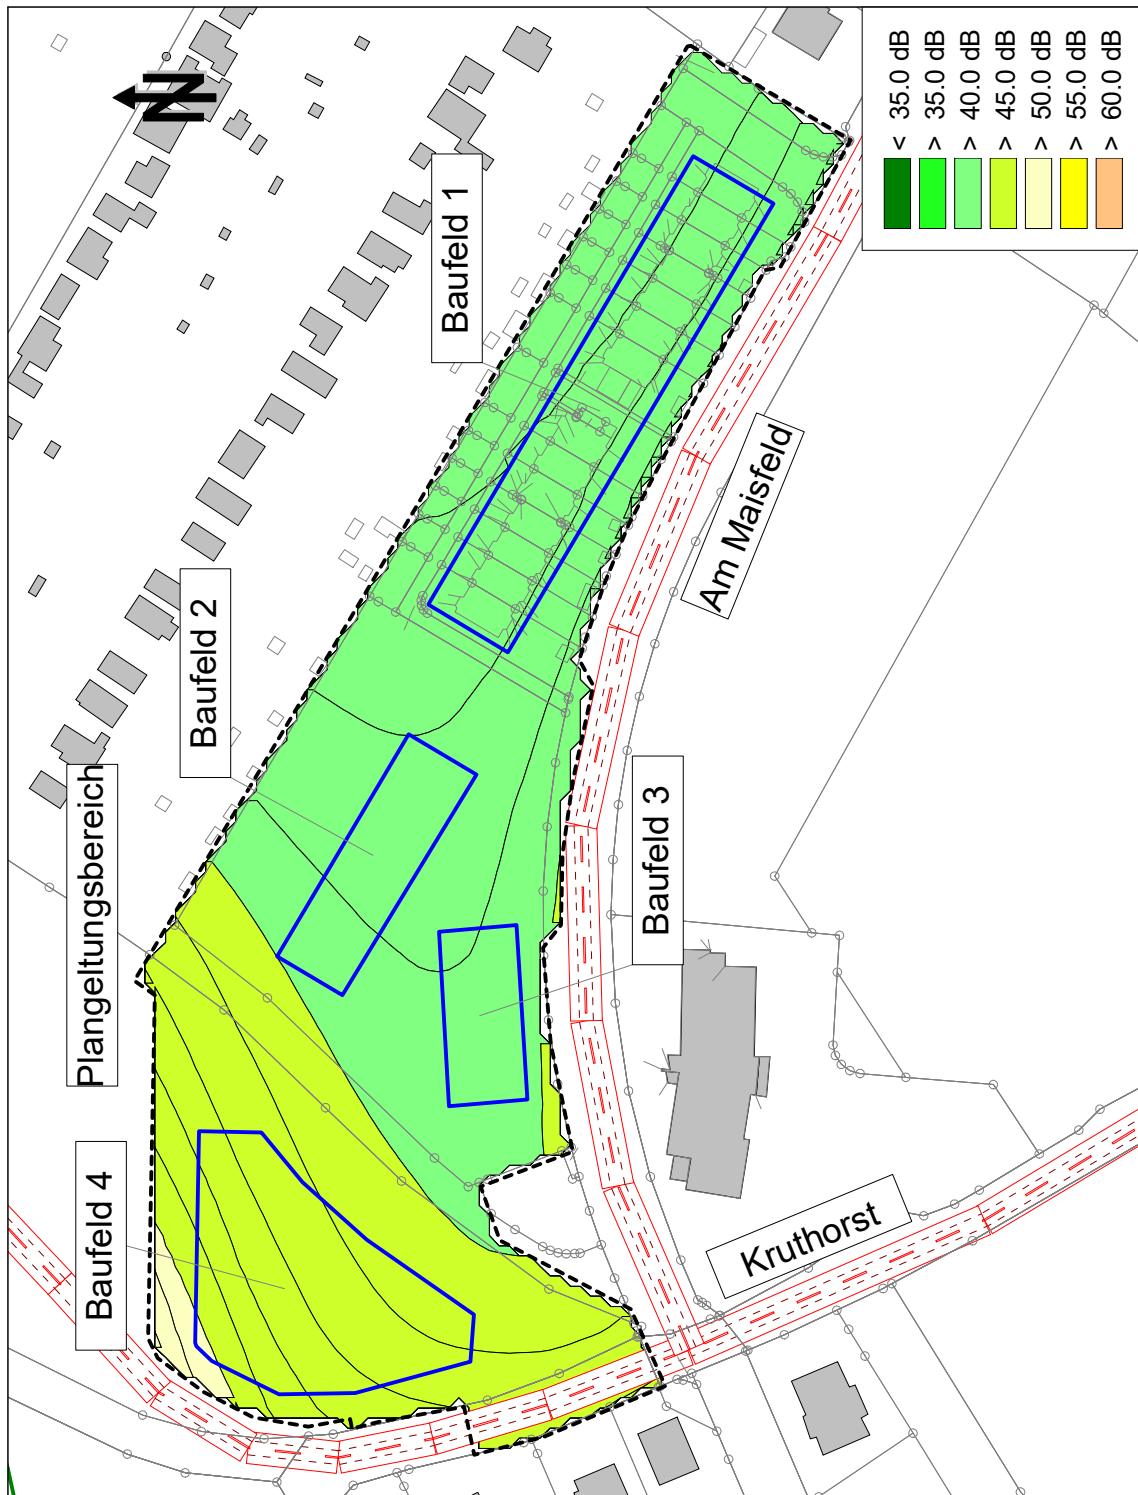 N
Baufeld 1
Baufeld 2
Plangeltungsbereich
Baufeld 3
Baufeld 4
Am Maisfeld
Kruthorst
< 35.0 dB
> 35.0 dB
> 40.0 dB
> 45.0 dB
> 50.0 dB
> 55.0 dB
> 60.0 dB